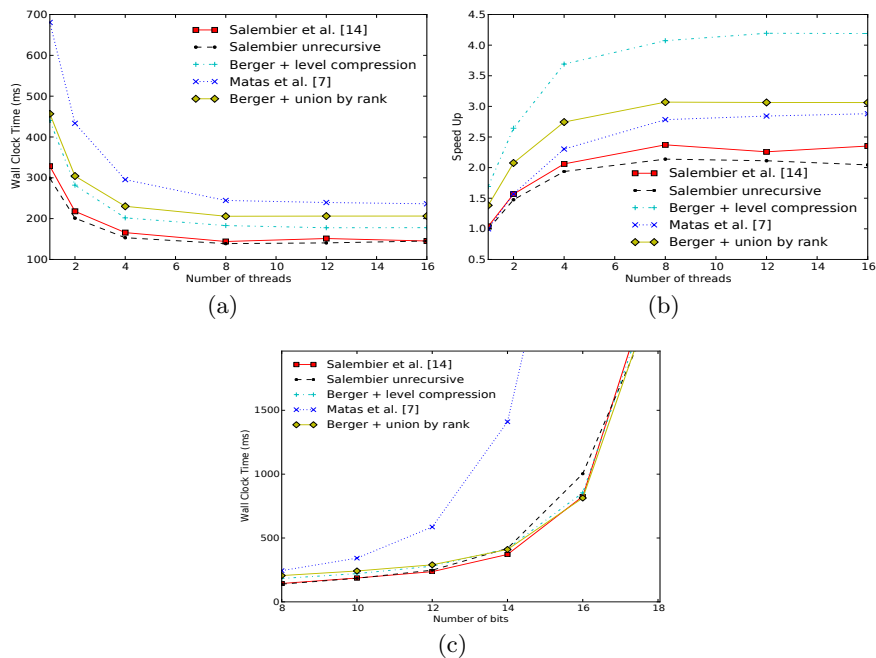 700
600
500
400
300
200
100
2
4
6
8
10
12
14
16
Wall Clock Time (ms)
Number of threads
Salembier et al. [14]
Salembier unrecursive
Berger + level compression
Matas et al. [7]
Berger + union by rank
(a)
4.5
4.0
3.5
3.0
2.5
2.0
1.5
1.0
0.5
2
4
6
8
10
12
14
16
Speed Up
Number of threads
Salembier et al. [14]
Salembier unrecursive
Berger + level compression
Matas et al. [7]
Berger + union by rank
(b)
1500
1000
500
0
8
10
12
14
16
18
Wall Clock Time (ms)
Number of bits
Salembier et al. [14]
Salembier unrecursive
Berger + level compression
Matas et al. [7]
Berger + union by rank
(c)